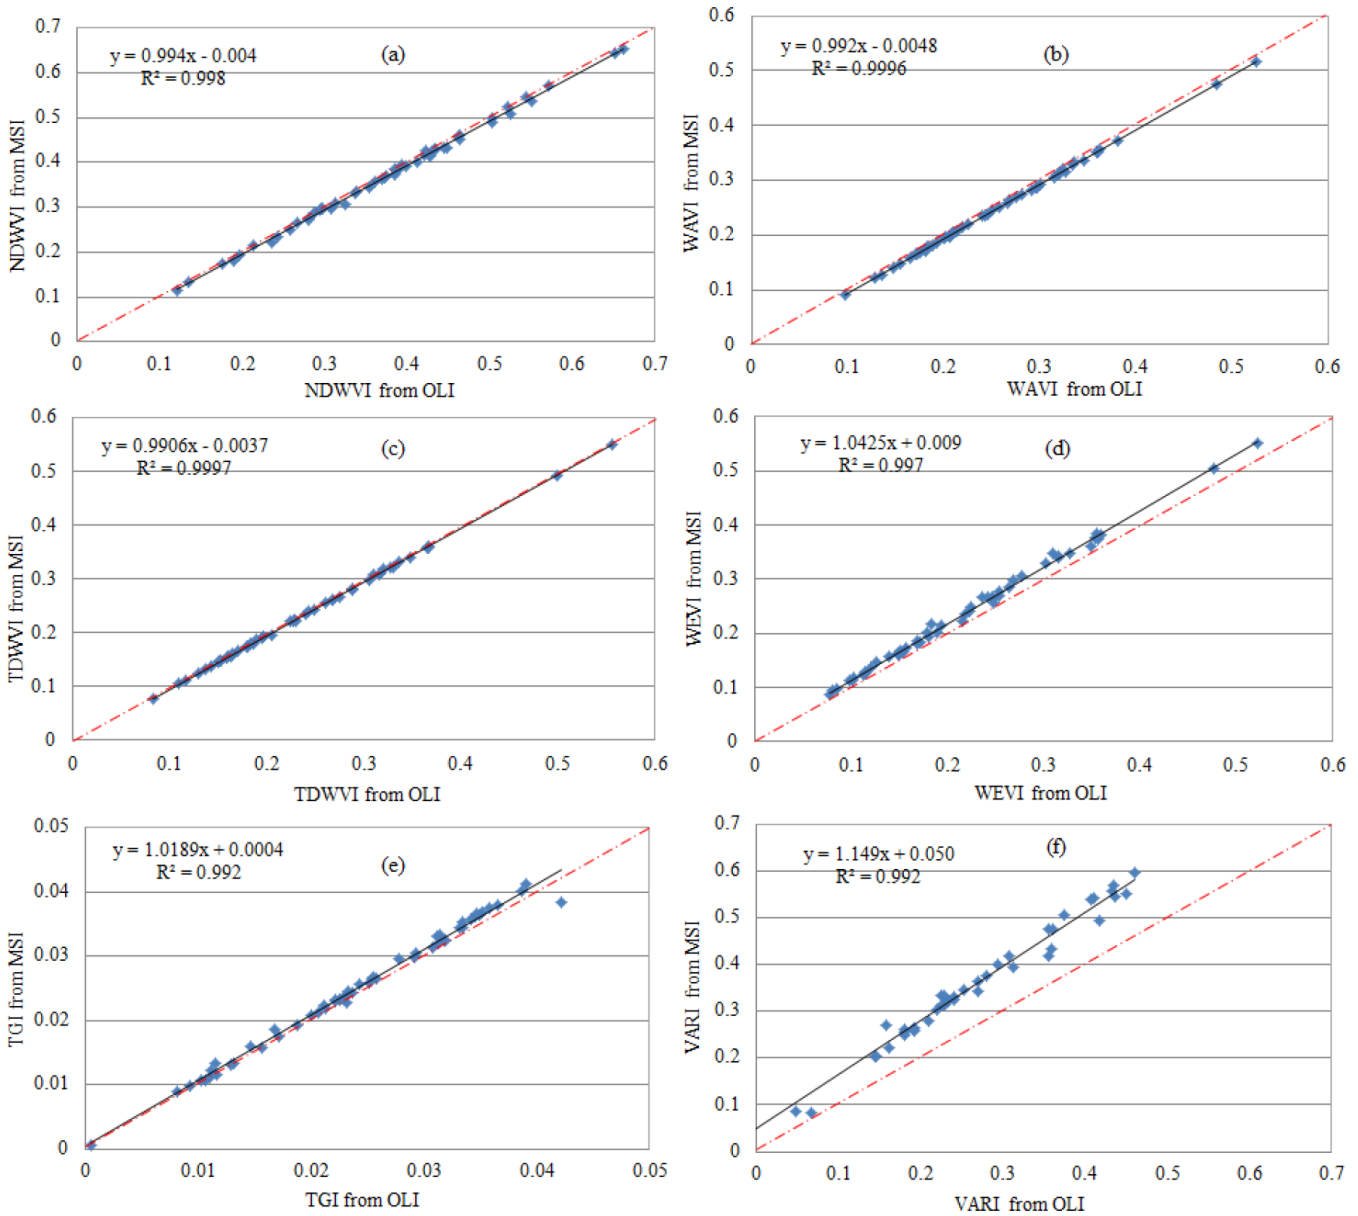 y = 0.994x - 0.004
R² = 0.998
(a)
NDWVI from MSI
0.7
0.6
0.5
0.4
0.3
0.2
0.1
0
0 0.1 0.2 0.3 0.4 0.5 0.6 0.7
NDWVI from OLI
y = 0.992x - 0.0048
R² = 0.9996
(b)
WAVI from MSI
0.6
0.5
0.4
0.3
0.2
0.1
0
0 0.1 0.2 0.3 0.4 0.5 0.6
WAVI from OLI
y = 0.9906x - 0.0037
R² = 0.9997
(c)
TDWVI from MSI
0.6
0.5
0.4
0.3
0.2
0.1
0
0 0.1 0.2 0.3 0.4 0.5 0.6
TDWVI from OLI
y = 1.0425x + 0.009
R² = 0.997
(d)
WEVI from MSI
0.6
0.5
0.4
0.3
0.2
0.1
0
0 0.1 0.2 0.3 0.4 0.5 0.6
WEVI from OLI
y = 1.0189x + 0.0004
R² = 0.992
(e)
TGI from MSI
0.05
0.04
0.03
0.02
0.01
0
0 0.01 0.02 0.03 0.04 0.05
TGI from OLI
y = 1.149x + 0.050
R² = 0.992
(f)
VARI from MSI
0.7
0.6
0.5
0.4
0.3
0.2
0.1
0
0 0.1 0.2 0.3 0.4 0.5 0.6 0.7
VARI from OLI